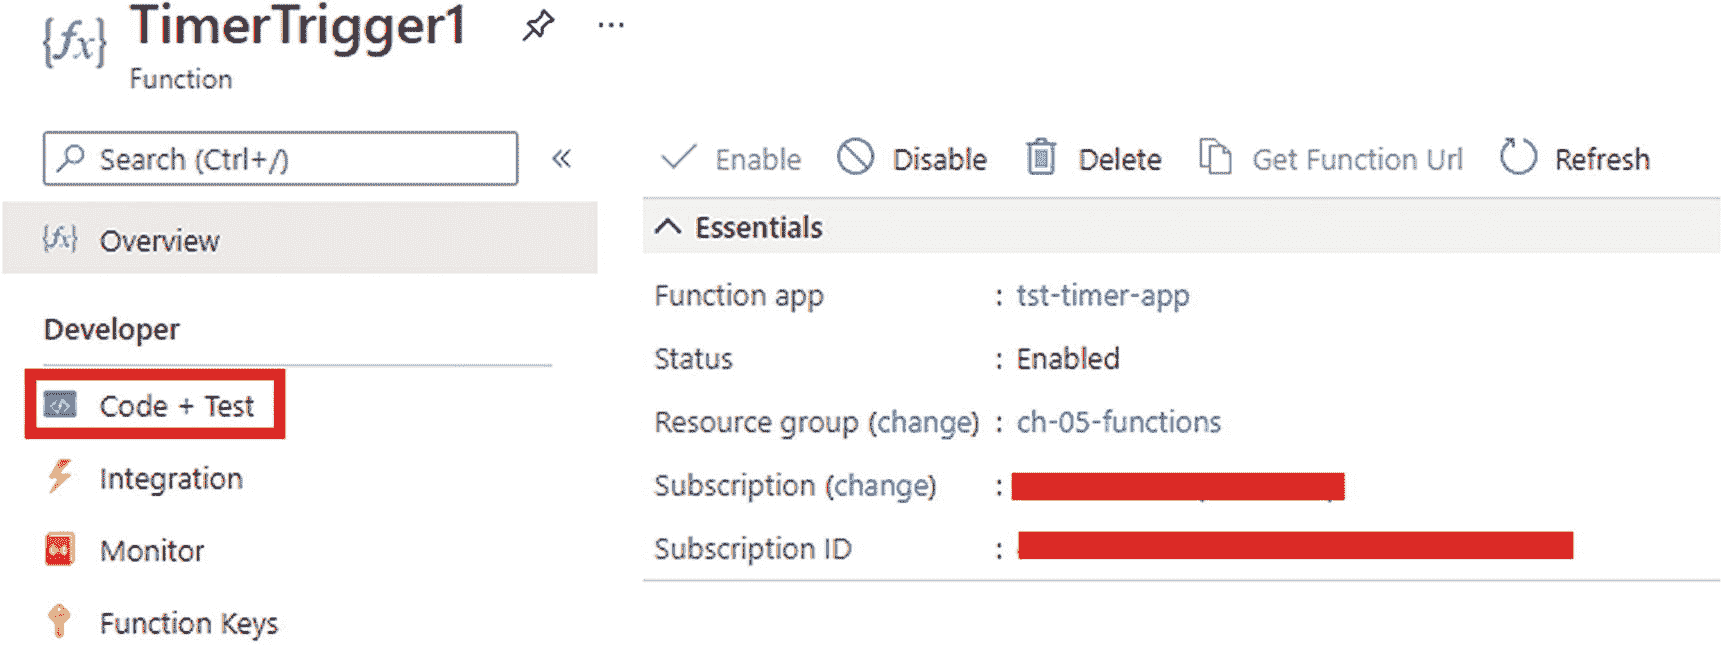 {fx} TimerTrigger1 ...
Function
Search (Ctrl+/) «
{fx} Overview
Developer
</> Code + Test
Integration
Monitor
Function Keys
Enable Disable Delete Get Function Url Refresh
Essentials
Function app : tst-timer-app
Status : Enabled
Resource group (change) : ch-05-functions
Subscription (change) :
Subscription ID :